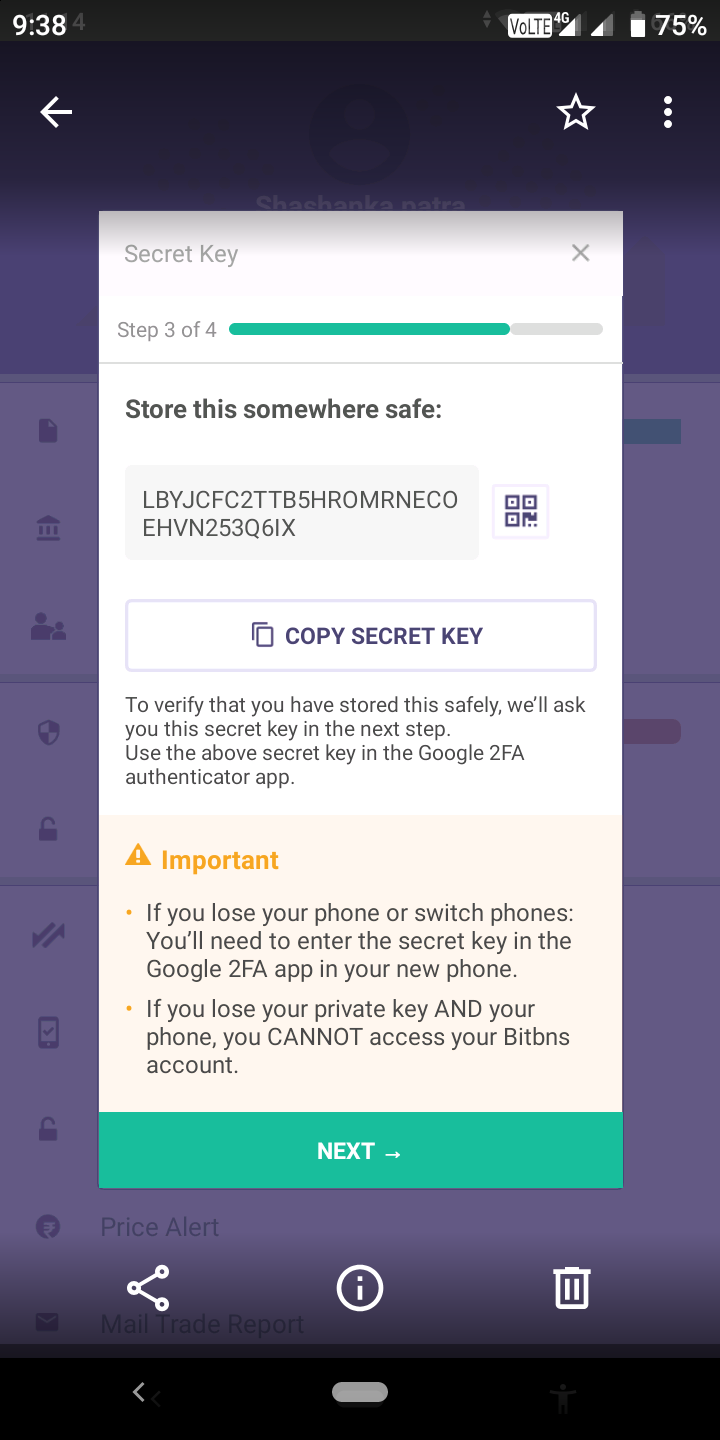 9:38
VoLTE 4G 75%
Shashanka patra
Secret Key
Step 3 of 4
Store this somewhere safe:
LBYJCFC2TTB5HROMRNECO
EHVN253Q6IX
COPY SECRET KEY
To verify that you have stored this safely, we'll ask
you this secret key in the next step.
Use the above secret key in the Google 2FA
authenticator app.
Important
• If you lose your phone or switch phones:
You'll need to enter the secret key in the
Google 2FA app in your new phone.
• If you lose your private key AND your
phone, you CANNOT access your Bitbns
account.
NEXT →
Price Alert
Mail Trade Report